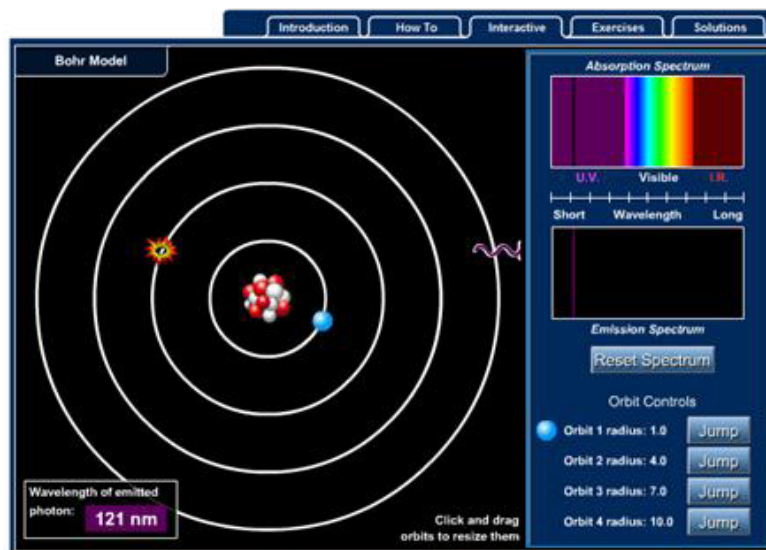 Introduction
How To
Interactive
Exercises
Solutions
Bohr Model
Absorption Spectrum
U.V.
Visible
I.R.
Short
Wavelength
Long
Emission Spectrum
Reset Spectrum
Orbit Controls
Orbit 1 radius: 1.0
Jump
Orbit 2 radius: 4.0
Jump
Orbit 3 radius: 7.0
Jump
Orbit 4 radius: 10.0
Jump
Wavelength of emitted
photon:
121 nm
Click and drag
orbits to resize them